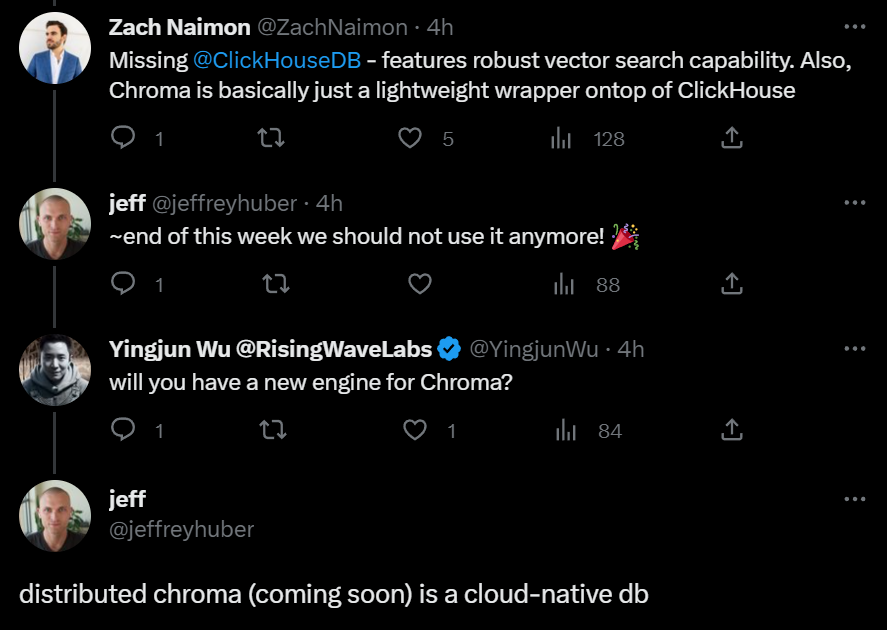 Zach Naimon @ZachNaimon · 4h
Missing @ClickHouseDB - features robust vector search capability. Also,
Chroma is basically just a lightweight wrapper ontop of ClickHouse
1 5 128
jeff @jeffreyhuber · 4h
~end of this week we should not use it anymore! 🎉
1 88
Yingjun Wu @RisingWaveLabs @YingjunWu · 4h
will you have a new engine for Chroma?
1 1 84
jeff
@jeffreyhuber
distributed chroma (coming soon) is a cloud-native db